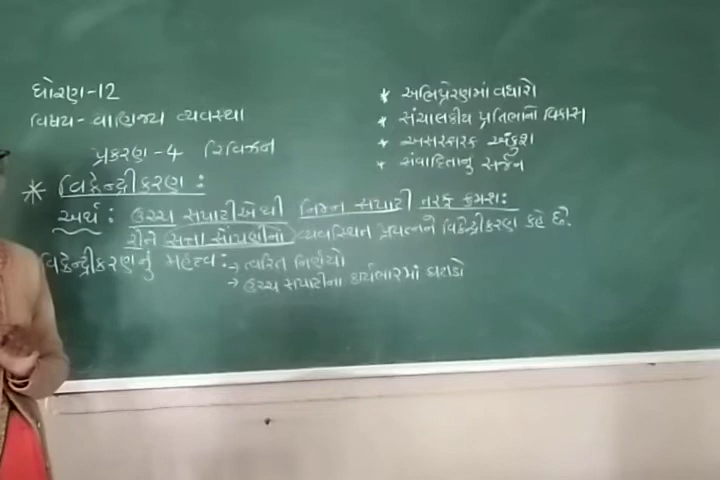 ધોરણ-12
વિષય- વાણિજ્ય વ્યવસ્થા
પ્રકરણ-4 રિવિઝન
* વિકેન્દ્રીકરણ :
અર્થ : ઉચ્ચ સપાટીએથી નિમ્ન સપાટી તરફ ક્રમશ:
રીતે સત્તા સોંપણીનો વ્યવસ્થિત પ્રયત્નને વિકેન્દ્રીકરણ કહે છે.
વિકેન્દ્રીકરણનું મહત્વ : → ત્વરિત નિર્ણયો
→ ઉચ્ચ સપાટીના કાર્યભારમાં ઘટાડો
* અભિપ્રેરણમાં વધારો
* સંચાલકીય પ્રતિભાનો વિકાસ
* અસરકારક અંકુશ
* સંવાદિતાનુ સર્જન